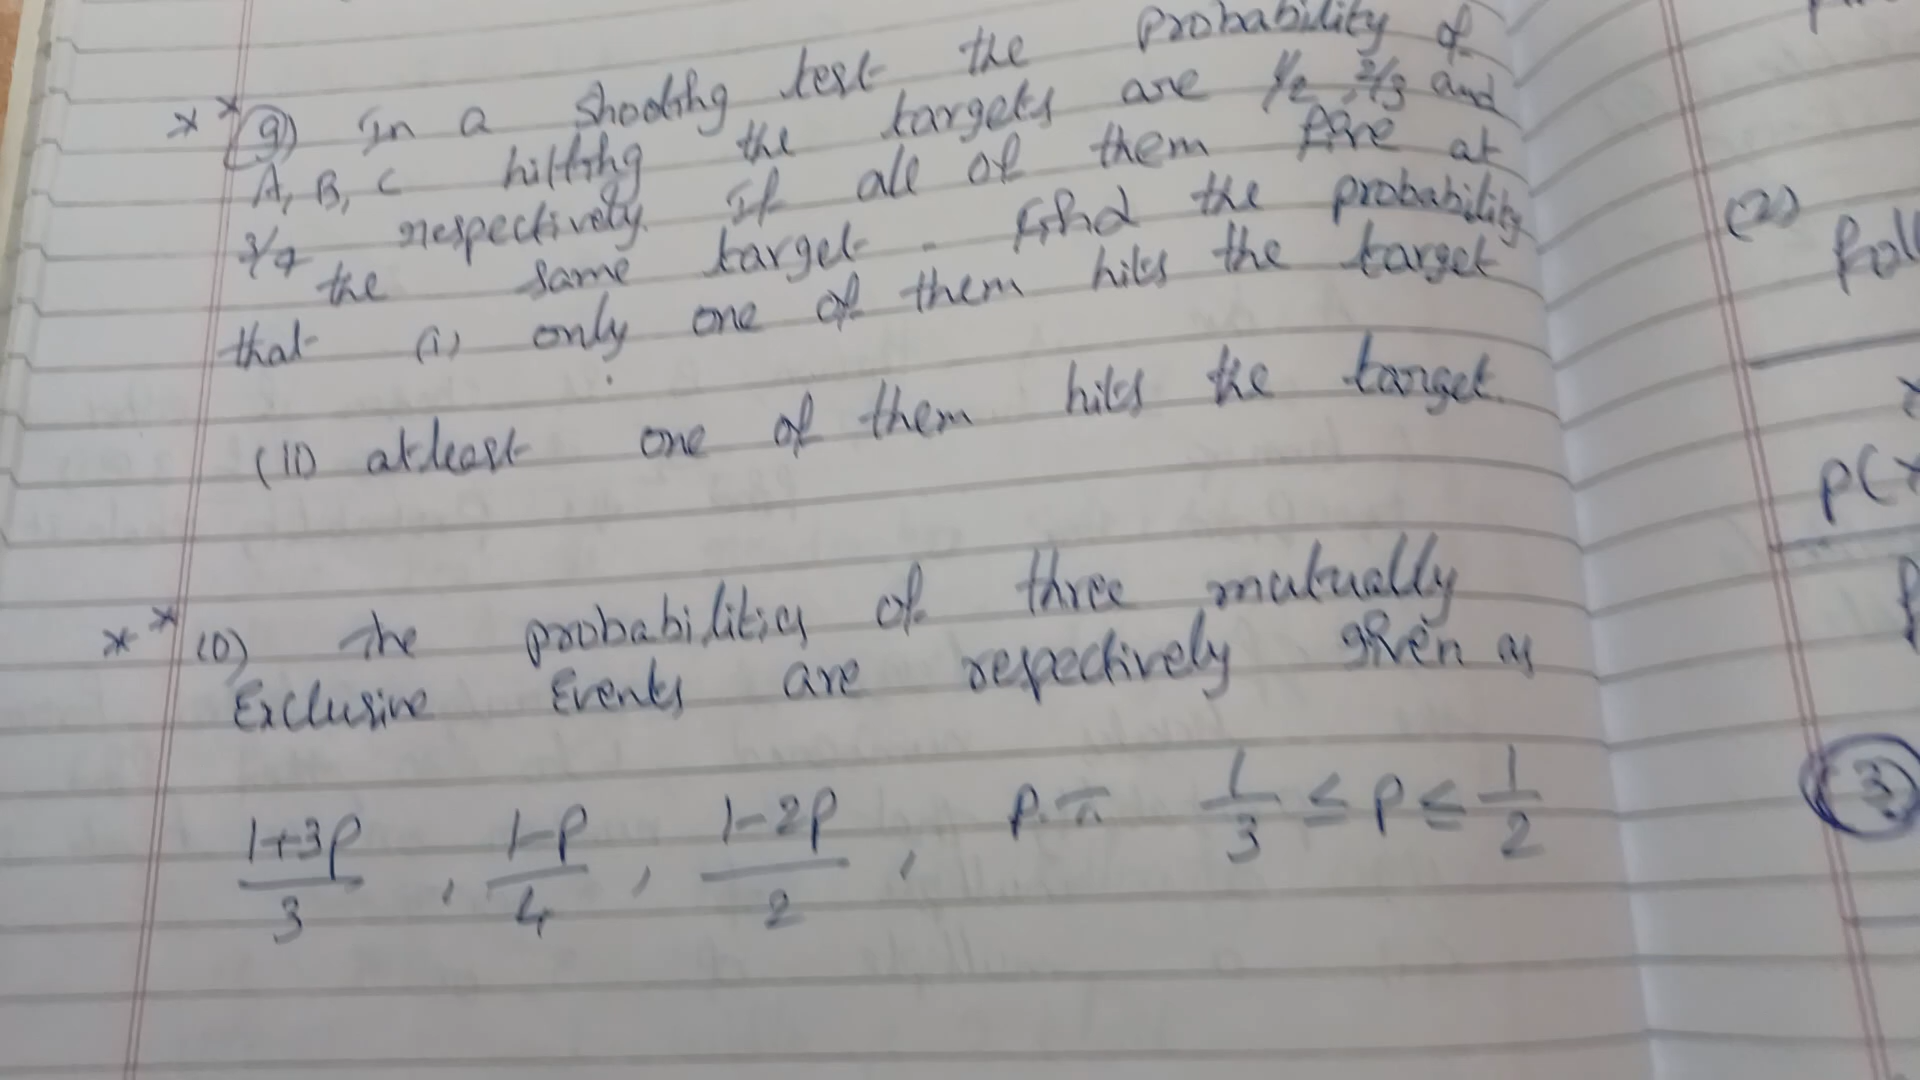 9) In a shooting test the probability of
A, B, C hitting the targets are 1/2, 2/3 and
3/4 respectively. If all of them fire at
the same target. Find the probability
that (i) only one of them hits the target
(ii) atleast one of them hits the target.
(0) The probabilities of three mutually
Exclusive Events are respectively given as
1+3P/3 , 1-P/4 , 1-2P/2 , P.T 1/3 ≤ P ≤ 1/2
(2)
P(
3